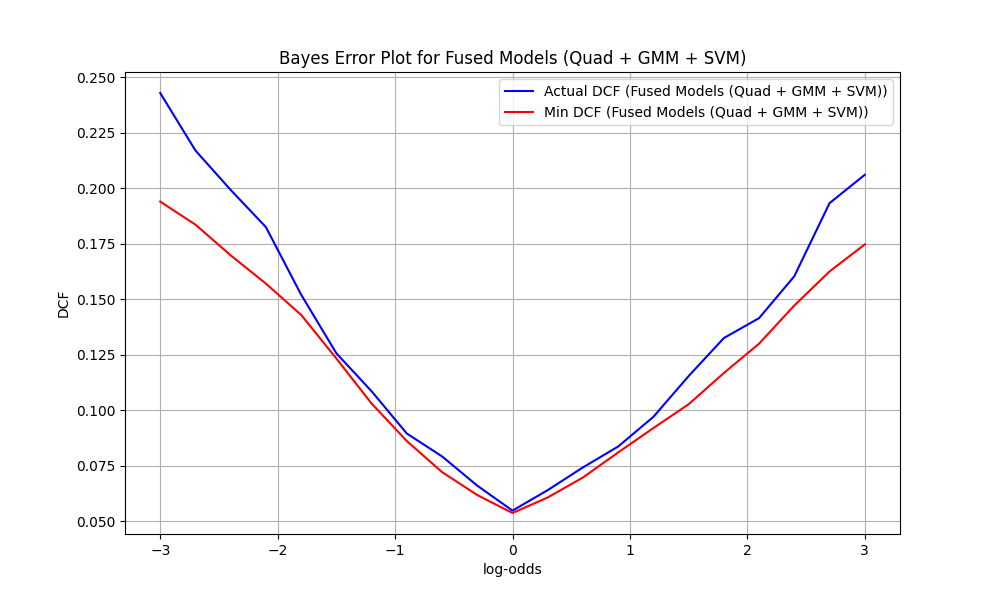 Bayes Error Plot for Fused Models (Quad + GMM + SVM)
Actual DCF (Fused Models (Quad + GMM + SVM))
Min DCF (Fused Models (Quad + GMM + SVM))
DCF
0.250
0.225
0.200
0.175
0.150
0.125
0.100
0.075
0.050
−3 −2 −1 0 1 2 3
log-odds